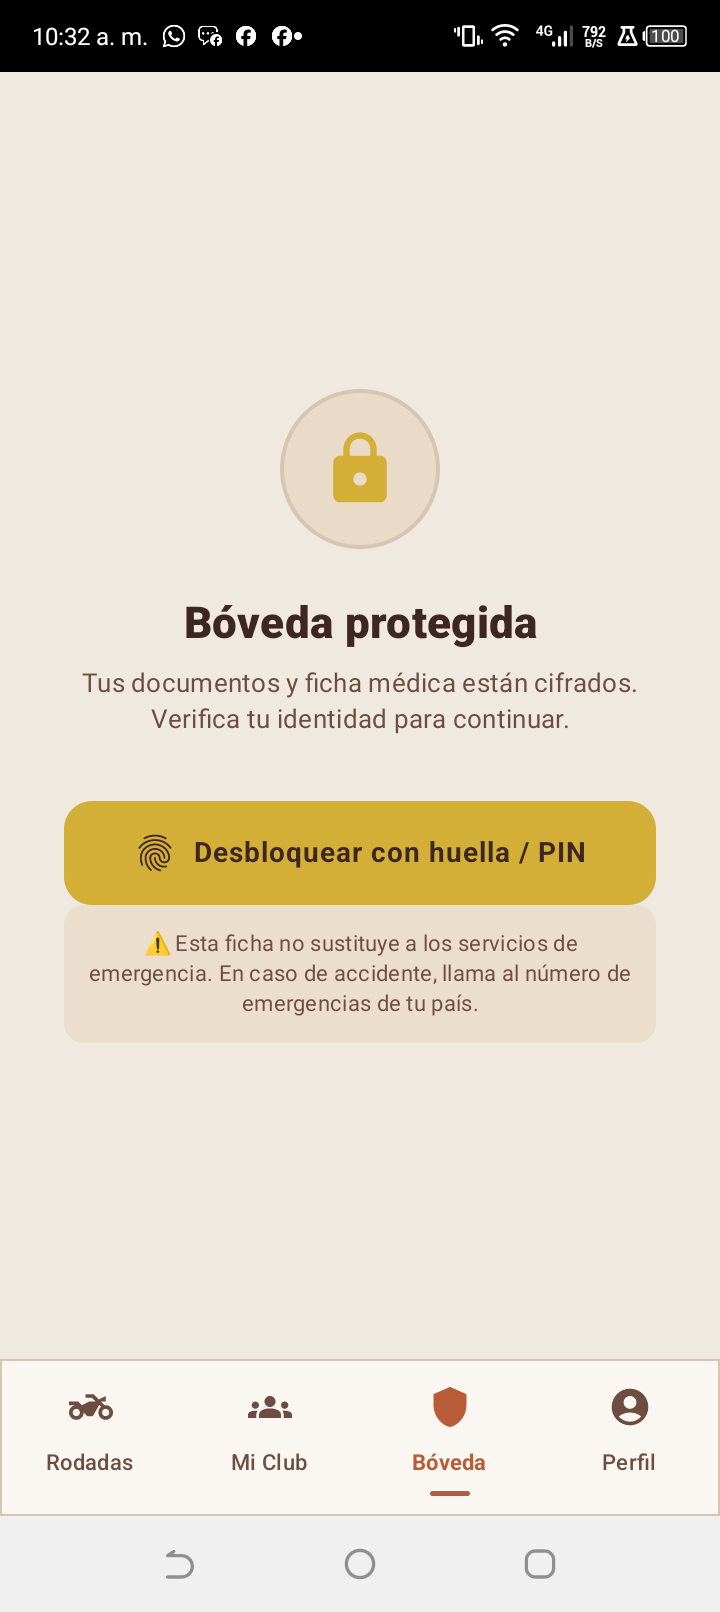 10:32 a. m.
4G
792
B/S
100
Bóveda protegida
Tus documentos y ficha médica están cifrados.
Verifica tu identidad para continuar.
Desbloquear con huella / PIN
⚠️ Esta ficha no sustituye a los servicios de
emergencia. En caso de accidente, llama al número de
emergencias de tu país.
Rodadas
Mi Club
Bóveda
Perfil